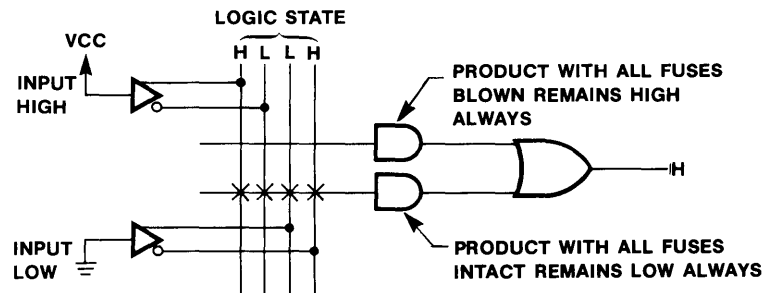 LOGIC STATE
VCC
H L L H
INPUT
HIGH
PRODUCT WITH ALL FUSES
BLOWN REMAINS HIGH
ALWAYS
H
INPUT
LOW
PRODUCT WITH ALL FUSES
INTACT REMAINS LOW ALWAYS